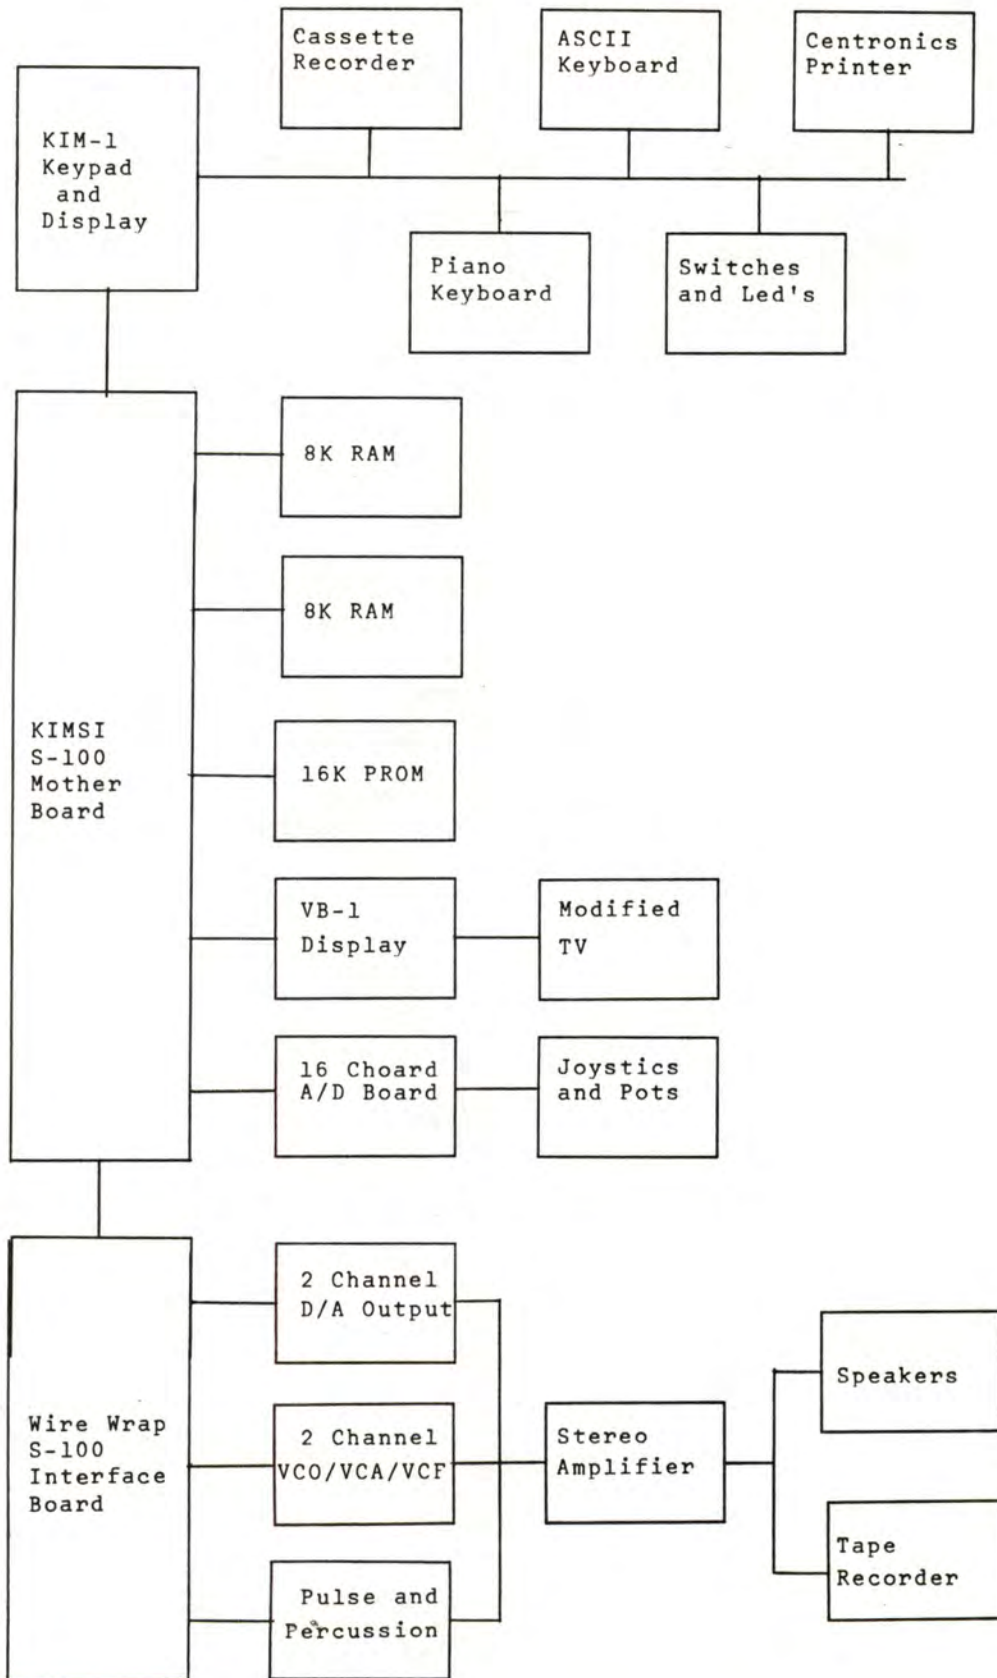 Cassette
Recorder
ASCII
Keyboard
Centronics
Printer
KIM-1
Keypad
and
Display
Piano
Keyboard
Switches
and Led's
8K RAM
8K RAM
KIMSI
S-100
Mother
Board
16K PROM
VB-1
Display
Modified
TV
16 Choard
A/D Board
Joystics
and Pots
2 Channel
D/A Output
Speakers
Wire Wrap
S-100
Interface
Board
2 Channel
VCO/VCA/VCF
Stereo
Amplifier
Tape
Recorder
Pulse and
Percussion